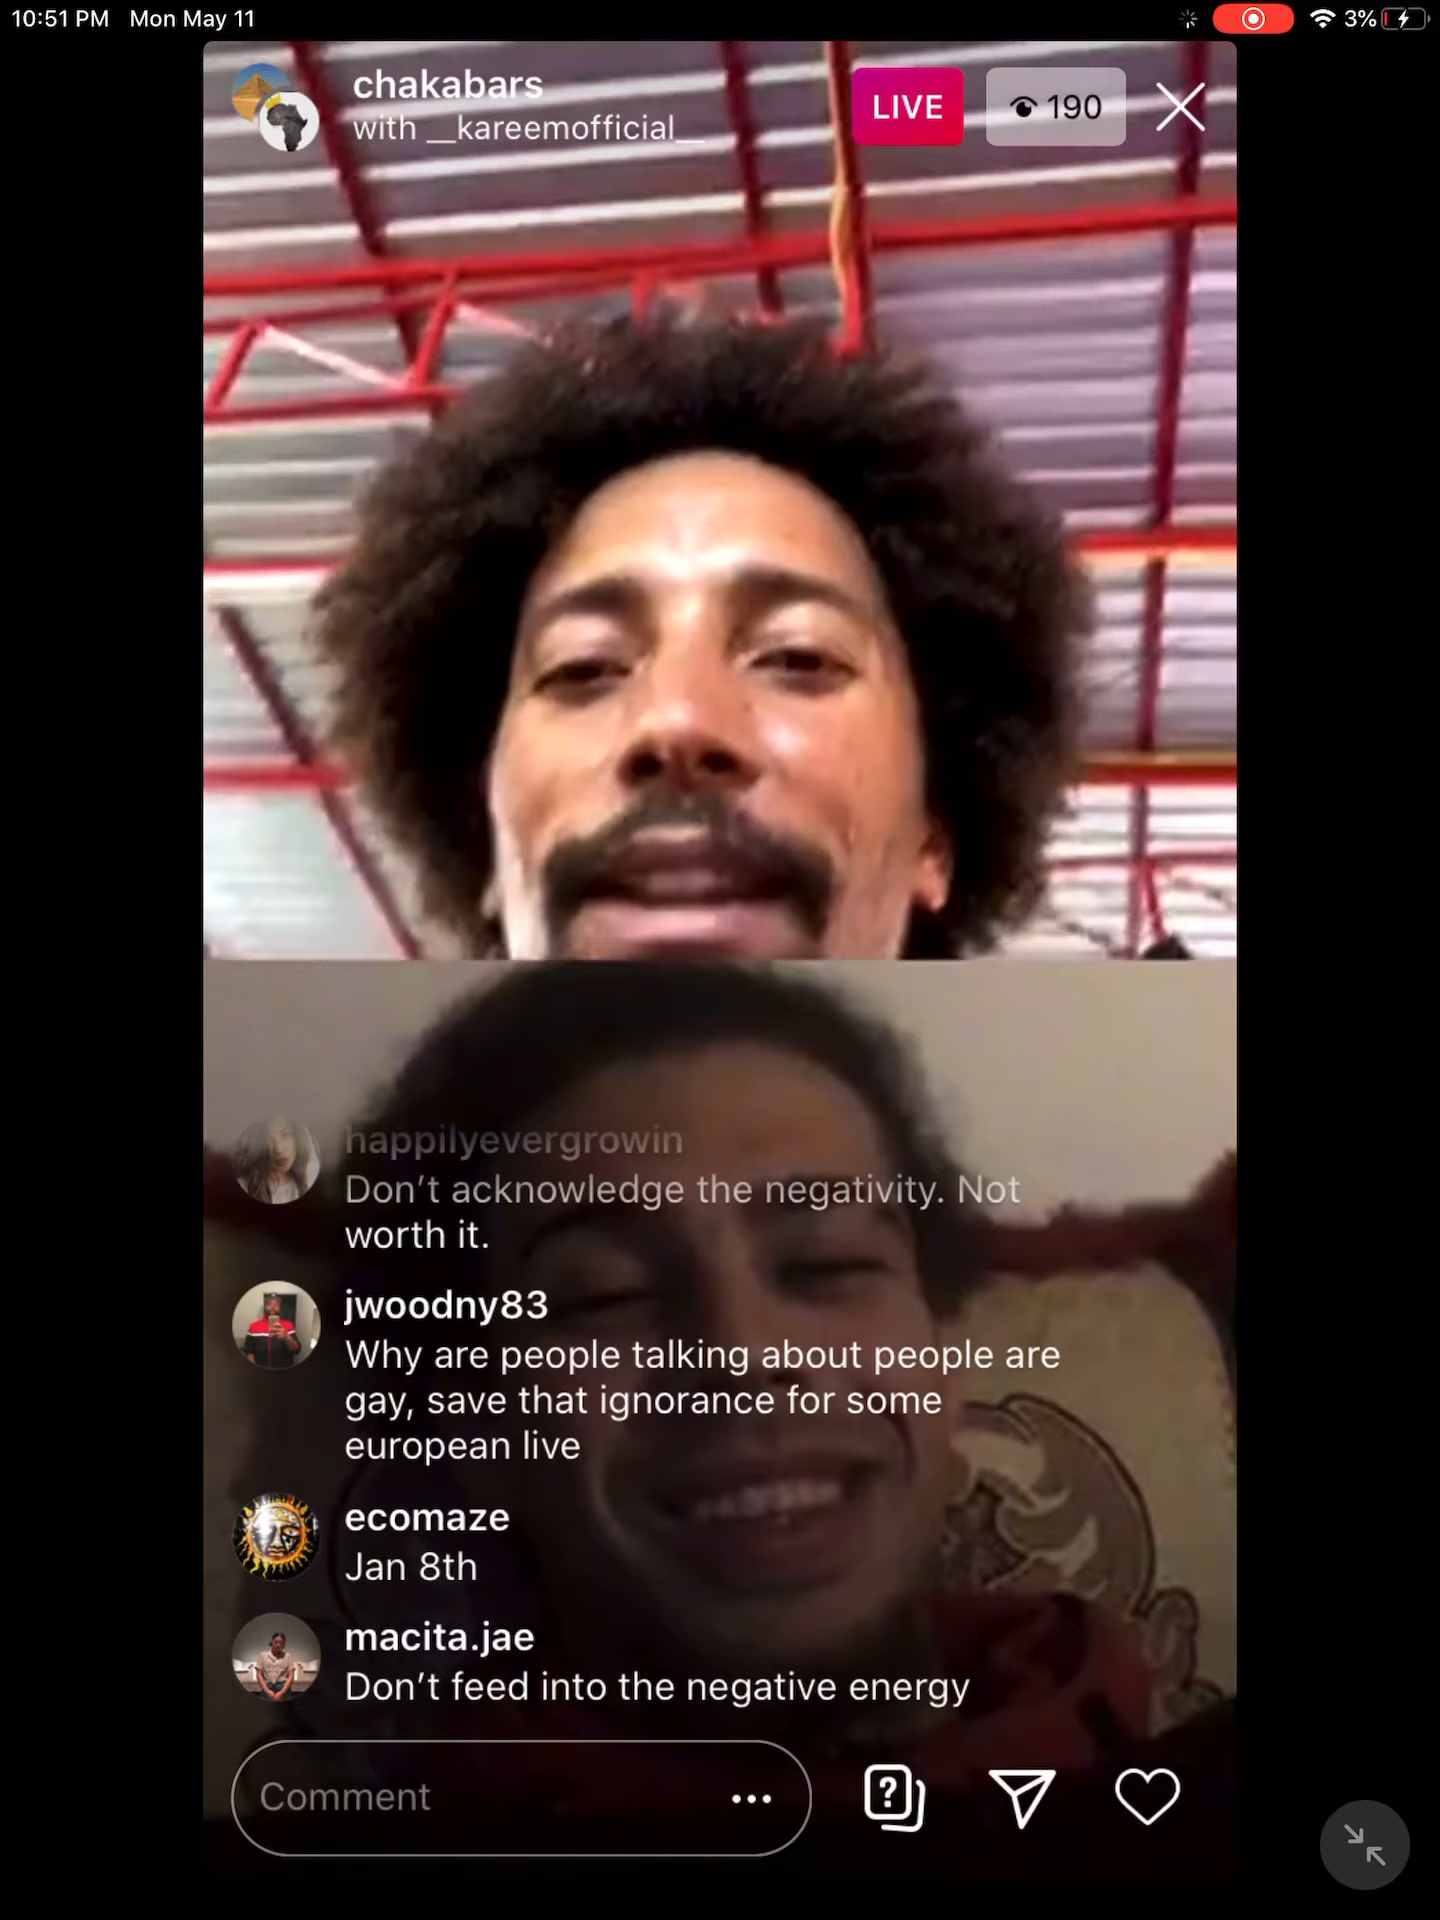 10:51 PM Mon May 11
3%
chakabars
with __kareemofficial__
LIVE
190
happilyevergrowin
Don’t acknowledge the negativity. Not
worth it.
jwoodny83
Why are people talking about people are
gay, save that ignorance for some
european live
ecomaze
Jan 8th
macita.jae
Don’t feed into the negative energy
Comment